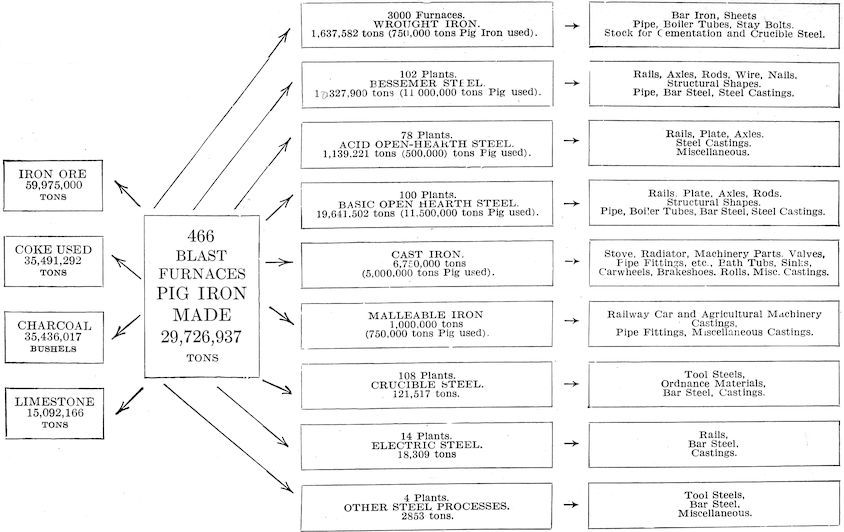 IRON ORE
59,975,000
TONS
COKE USED
35,491,292
TONS
CHARCOAL
35,436,017
BUSHELS
LIMESTONE
15,092,166
TONS
466
BLAST
FURNACES
PIG IRON
MADE
29,726,937
TONS
3000 Furnaces.
WROUGHT IRON.
1,637,582 tons (750,000 tons Pig Iron used).
Bar Iron, Sheets
Pipe, Boiler Tubes, Stay Bolts.
Stock for Cementation and Crucible Steel.
102 Plants.
BESSEMER STEEL.
tons (11 000,000 tons Pig used).
Rails, Axles, Rods, Wire, Nails.
Structural Shapes.
Pipe, Bar Steel, Steel Castings.
78 Plants.
ACID OPEN-HEARTH STEEL.
1,139.221 tons (500,000) tons Pig used).
Rails, Plate, Axles.
Steel Castings.
Miscellaneous.
100 Plants.
BASIC OPEN HEARTH STEEL.
19,641.502 tons (11,500,000 tons Pig used).
Rails. Plate, Axles, Rods.
Structural Shapes.
Pipe, Boiler Tubes, Bar Steel, Steel Castings.
CAST IRON.
6,750,000 tons
(5,000,000 tons Pig used).
Stove, Radiator, Machinery Parts. Valves,
Pipe Fittings, etc., Bath Tubs, Sinks,
Carwheels, Brakeshoes. Rolls, Misc. Castings.
MALLEABLE IRON
1,000,000 tons
(750,000 tons Pig used).
Railway Car and Agricultural Machinery
Castings,
Pipe Fittings, Miscellaneous Castings.
108 Plants.
CRUCIBLE STEEL.
121,517 tons.
Tool Steels,
Ordnance Materials,
Bar Steel, Castings.
14 Plants.
ELECTRIC STEEL.
18,309 tons
Rails,
Bar Steel.
Castings.
4 Plants.
OTHER STEEL PROCESSES.
2853 tons.
Tool Steels,
Bar Steel,
Miscellaneous.